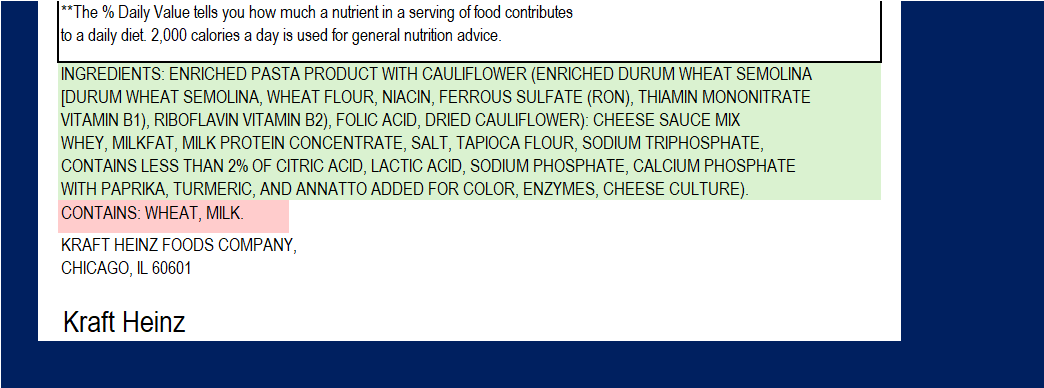 **The % Daily Value tells you how much a nutrient in a serving of food contributes
to a daily diet. 2,000 calories a day is used for general nutrition advice.
INGREDIENTS: ENRICHED PASTA PRODUCT WITH CAULIFLOWER (ENRICHED DURUM WHEAT SEMOLINA
[DURUM WHEAT SEMOLINA, WHEAT FLOUR, NIACIN, FERROUS SULFATE (RON), THIAMIN MONONITRATE
VITAMIN B1), RIBOFLAVIN VITAMIN B2), FOLIC ACID, DRIED CAULIFLOWER): CHEESE SAUCE MIX
WHEY, MILKFAT, MILK PROTEIN CONCENTRATE, SALT, TAPIOCA FLOUR, SODIUM TRIPHOSPHATE,
CONTAINS LESS THAN 2% OF CITRIC ACID, LACTIC ACID, SODIUM PHOSPHATE, CALCIUM PHOSPHATE
WITH PAPRIKA, TURMERIC, AND ANNATTO ADDED FOR COLOR, ENZYMES, CHEESE CULTURE).
CONTAINS: WHEAT, MILK.
KRAFT HEINZ FOODS COMPANY,
CHICAGO, IL 60601
Kraft Heinz